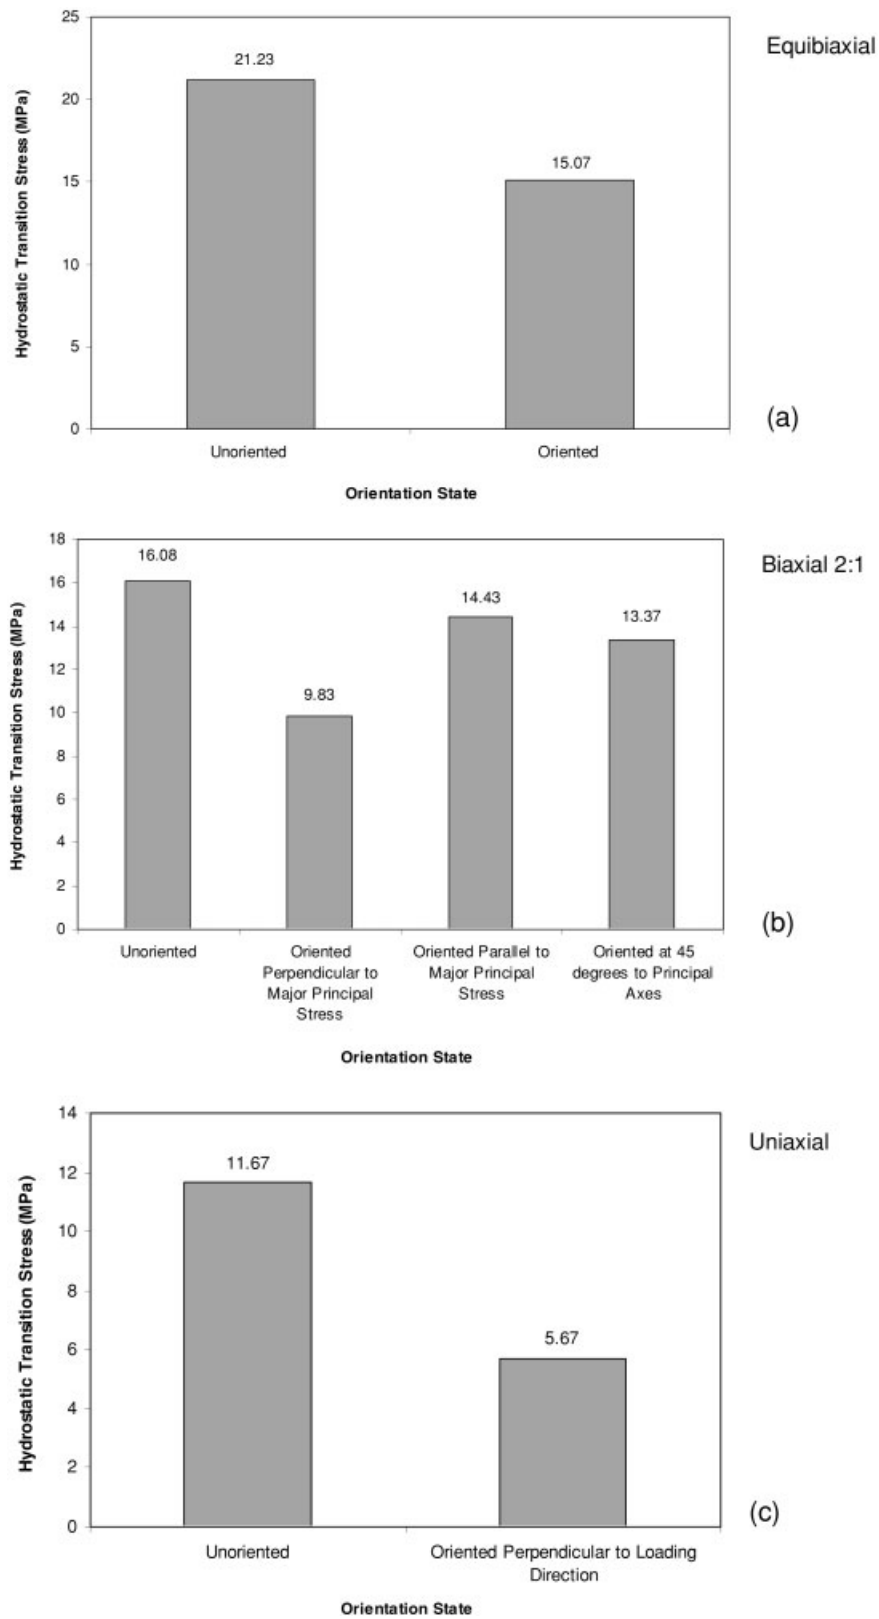 Equibiaxial
Hydrostatic Transition Stress (MPa)
25
20
15
10
5
0
21.23
15.07
Unoriented
Oriented
Orientation State
(a)
Biaxial 2:1
Hydrostatic Transition Stress (MPa)
18
16
14
12
10
8
6
4
2
0
16.08
9.83
14.43
13.37
Unoriented
Oriented
Perpendicular to
Major Principal
Stress
Oriented Parallel to
Major Principal
Stress
Oriented at 45
degrees to Principal
Axes
Orientation State
(b)
Uniaxial
Hydrostatic Transition Stress (MPa)
14
12
10
8
6
4
2
0
11.67
5.67
Unoriented
Oriented Perpendicular to Loading
Direction
Orientation State
(c)